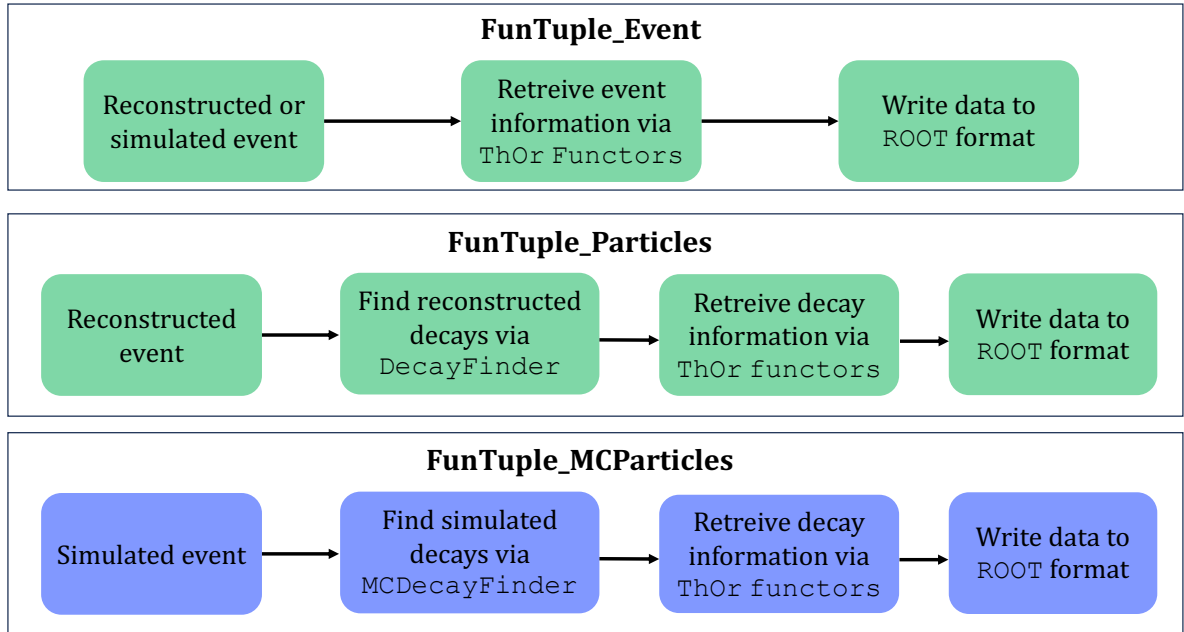 FunTuple_Event
Reconstructed or
simulated event
Retreive event
information via
ThOr Functors
Write data to
ROOT format
FunTuple_Particles
Reconstructed
event
Find reconstructed
decays via
DecayFinder
Retreive decay
information via
ThOr functors
Write data to
ROOT format
FunTuple_MCParticles
Simulated event
Find simulated
decays via
MCDecayFinder
Retreive decay
information via
ThOr functors
Write data to
ROOT format